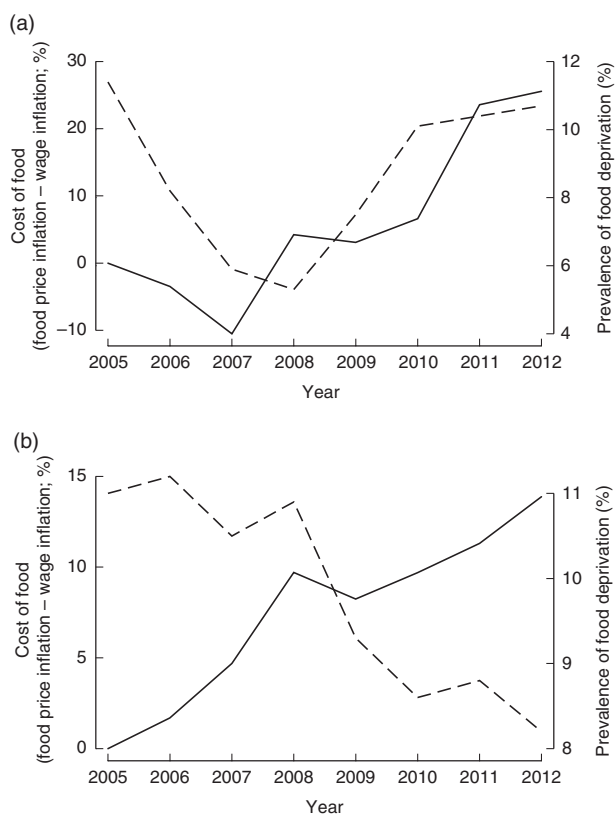 (a)
Cost of food
(food price inflation – wage inflation; %)
30
20
10
0
–10
12
10
8
6
4
Prevalence of food deprivation (%)
2005 2006 2007 2008 2009 2010 2011 2012
Year
(b)
Cost of food
(food price inflation – wage inflation; %)
15
10
5
0
11
10
9
8
Prevalence of food deprivation (%)
2005 2006 2007 2008 2009 2010 2011 2012
Year